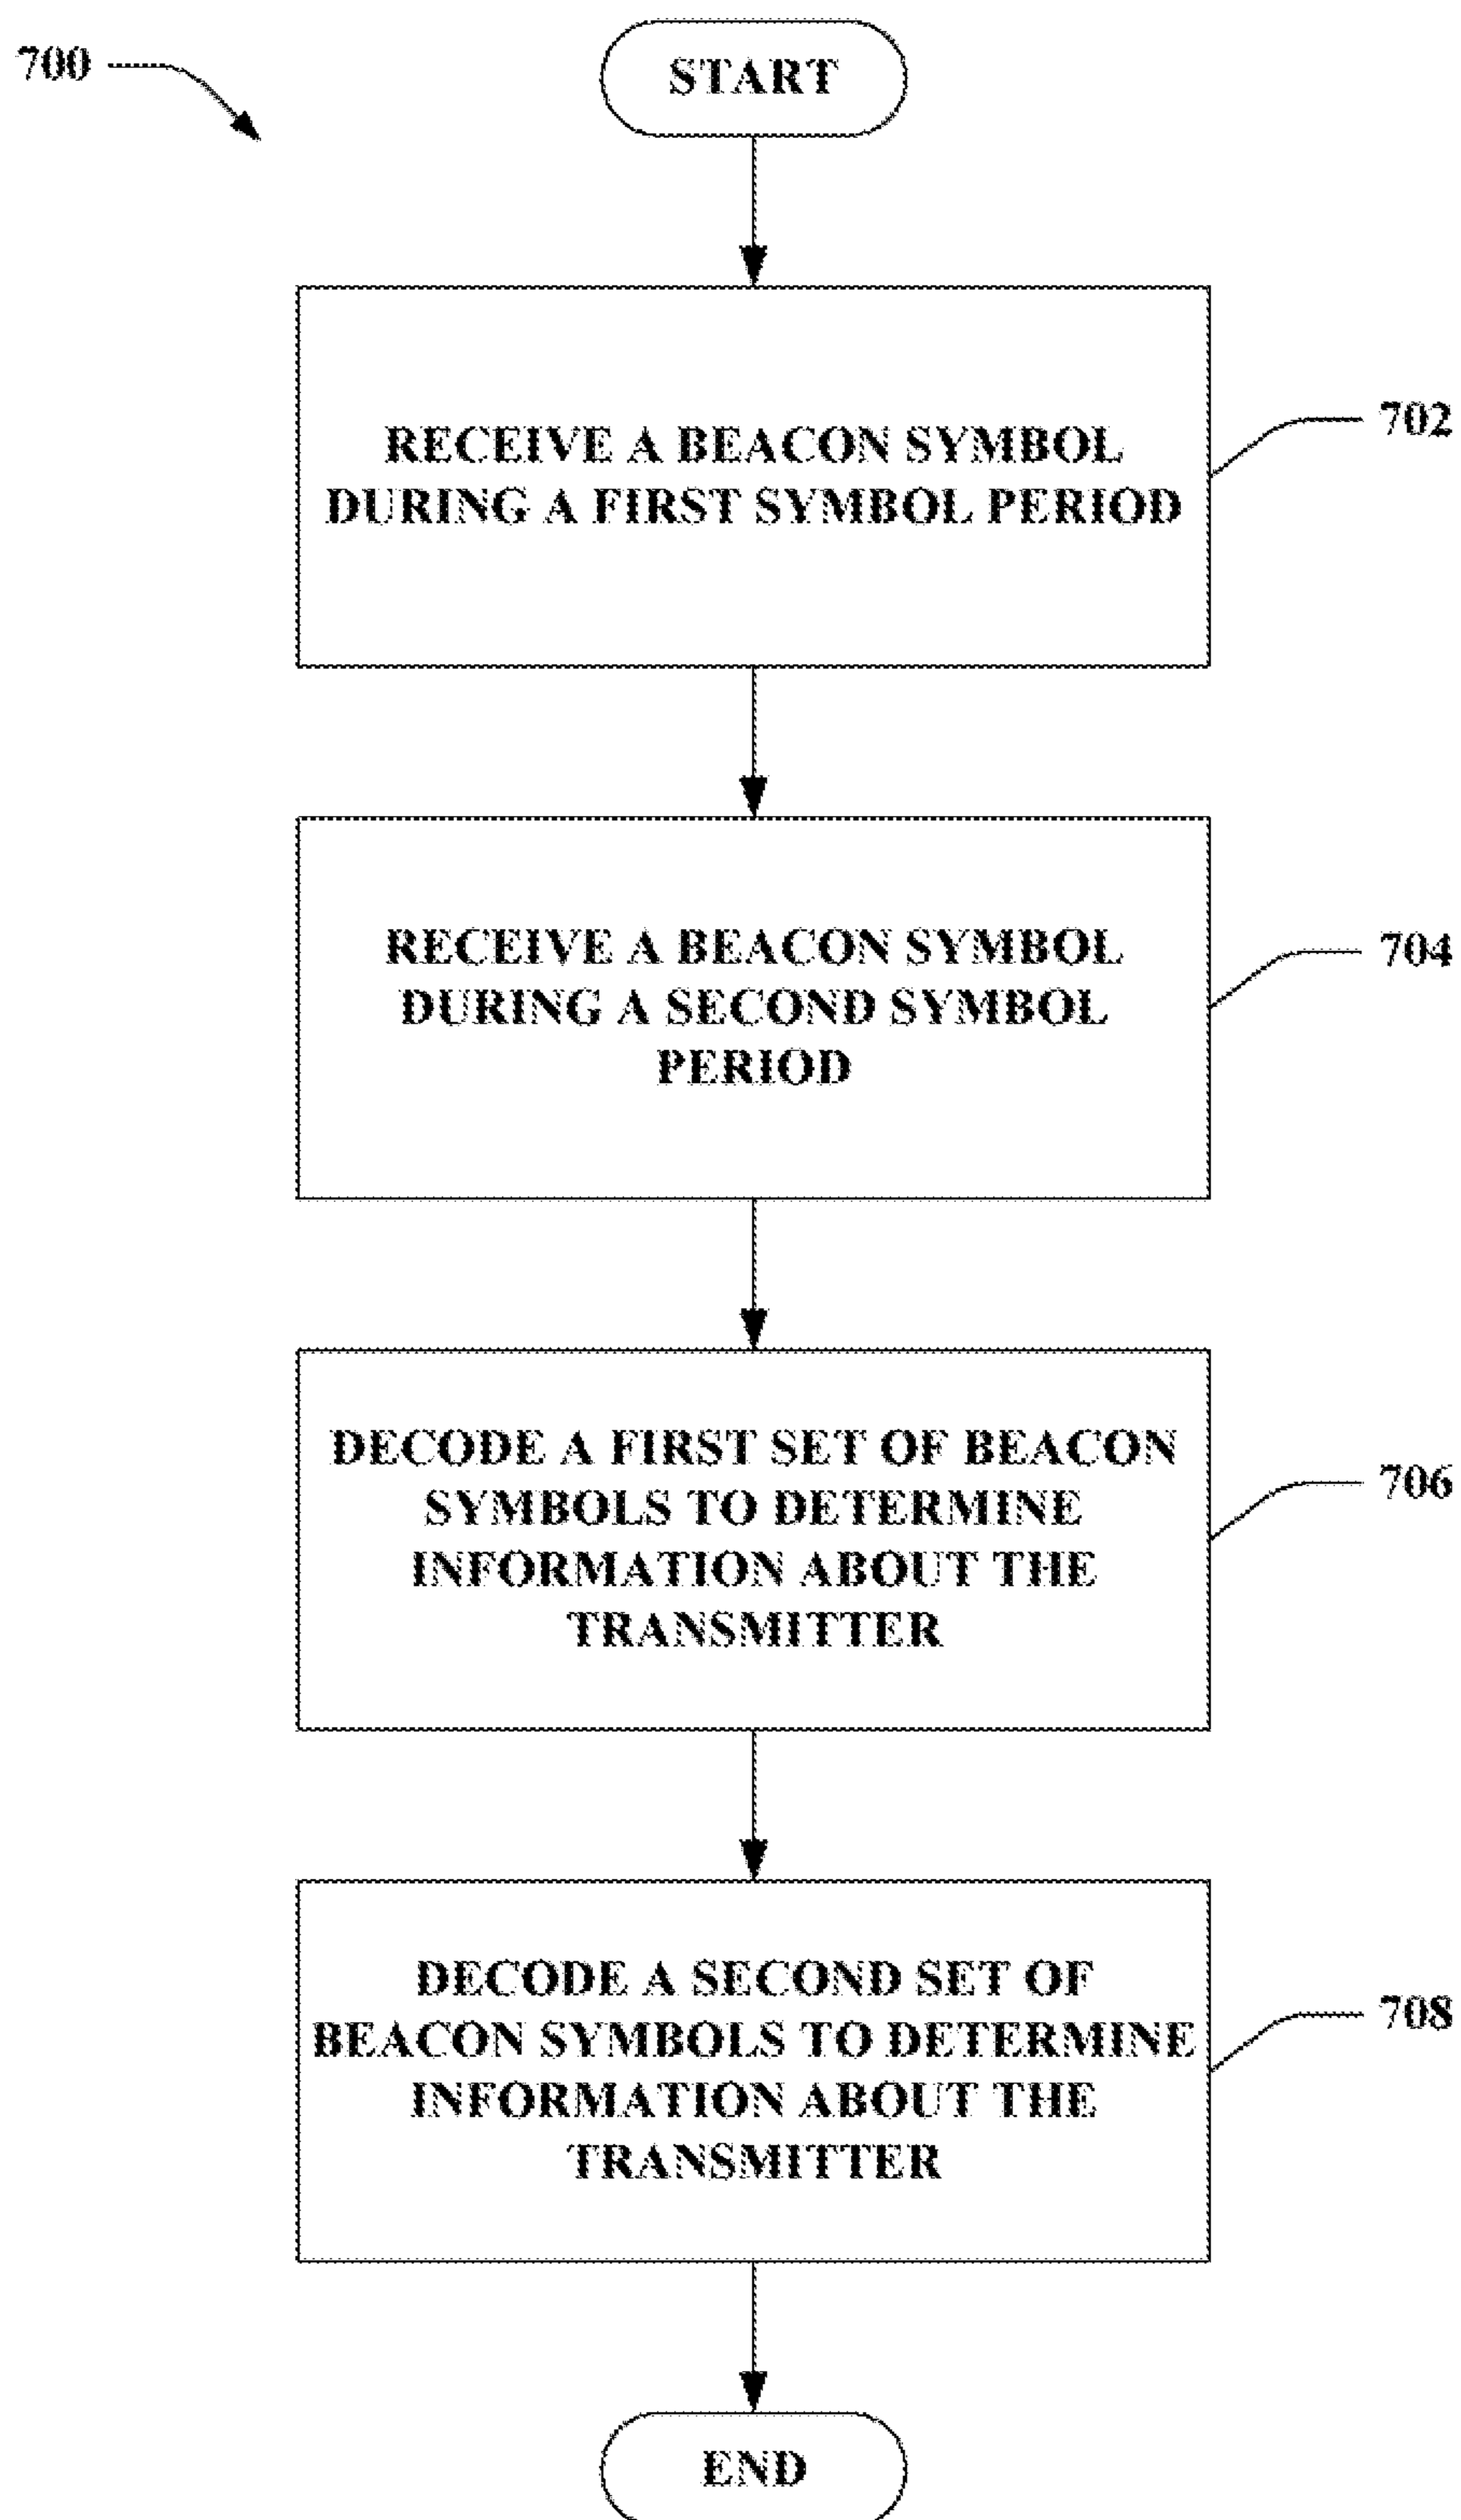 700
START
RECEIVE A BEACON SYMBOL
DURING A FIRST SYMBOL PERIOD
702
RECEIVE A BEACON SYMBOL
DURING A SECOND SYMBOL
PERIOD
704
DECODE A FIRST SET OF BEACON
SYMBOLS TO DETERMINE
INFORMATION ABOUT THE
TRANSMITTER
706
DECODE A SECOND SET OF
BEACON SYMBOLS TO DETERMINE
INFORMATION ABOUT THE
TRANSMITTER
708
END